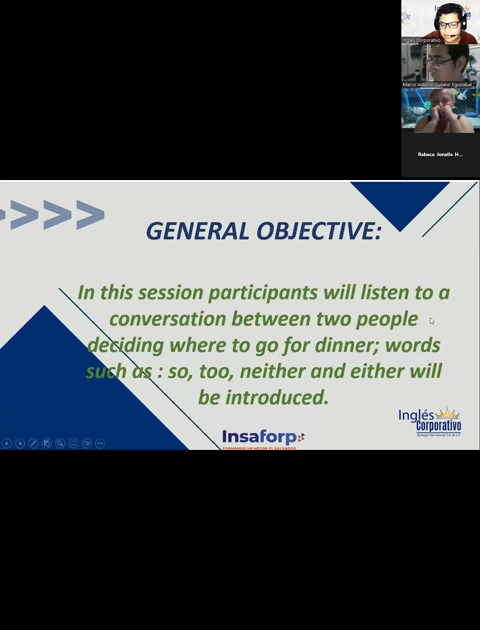 Inglés Corporativo
Marco Antonio Quijano Eguizabal
Rebeca Jonelle H...
>>>>
GENERAL OBJECTIVE:
In this session participants will listen to a
conversation between two people
deciding where to go for dinner; words
such as : so, too, neither and either will
be introduced.
Inglés
Corporativo
Insaforp
FORMANDO UN MEJOR EL SALVADOR